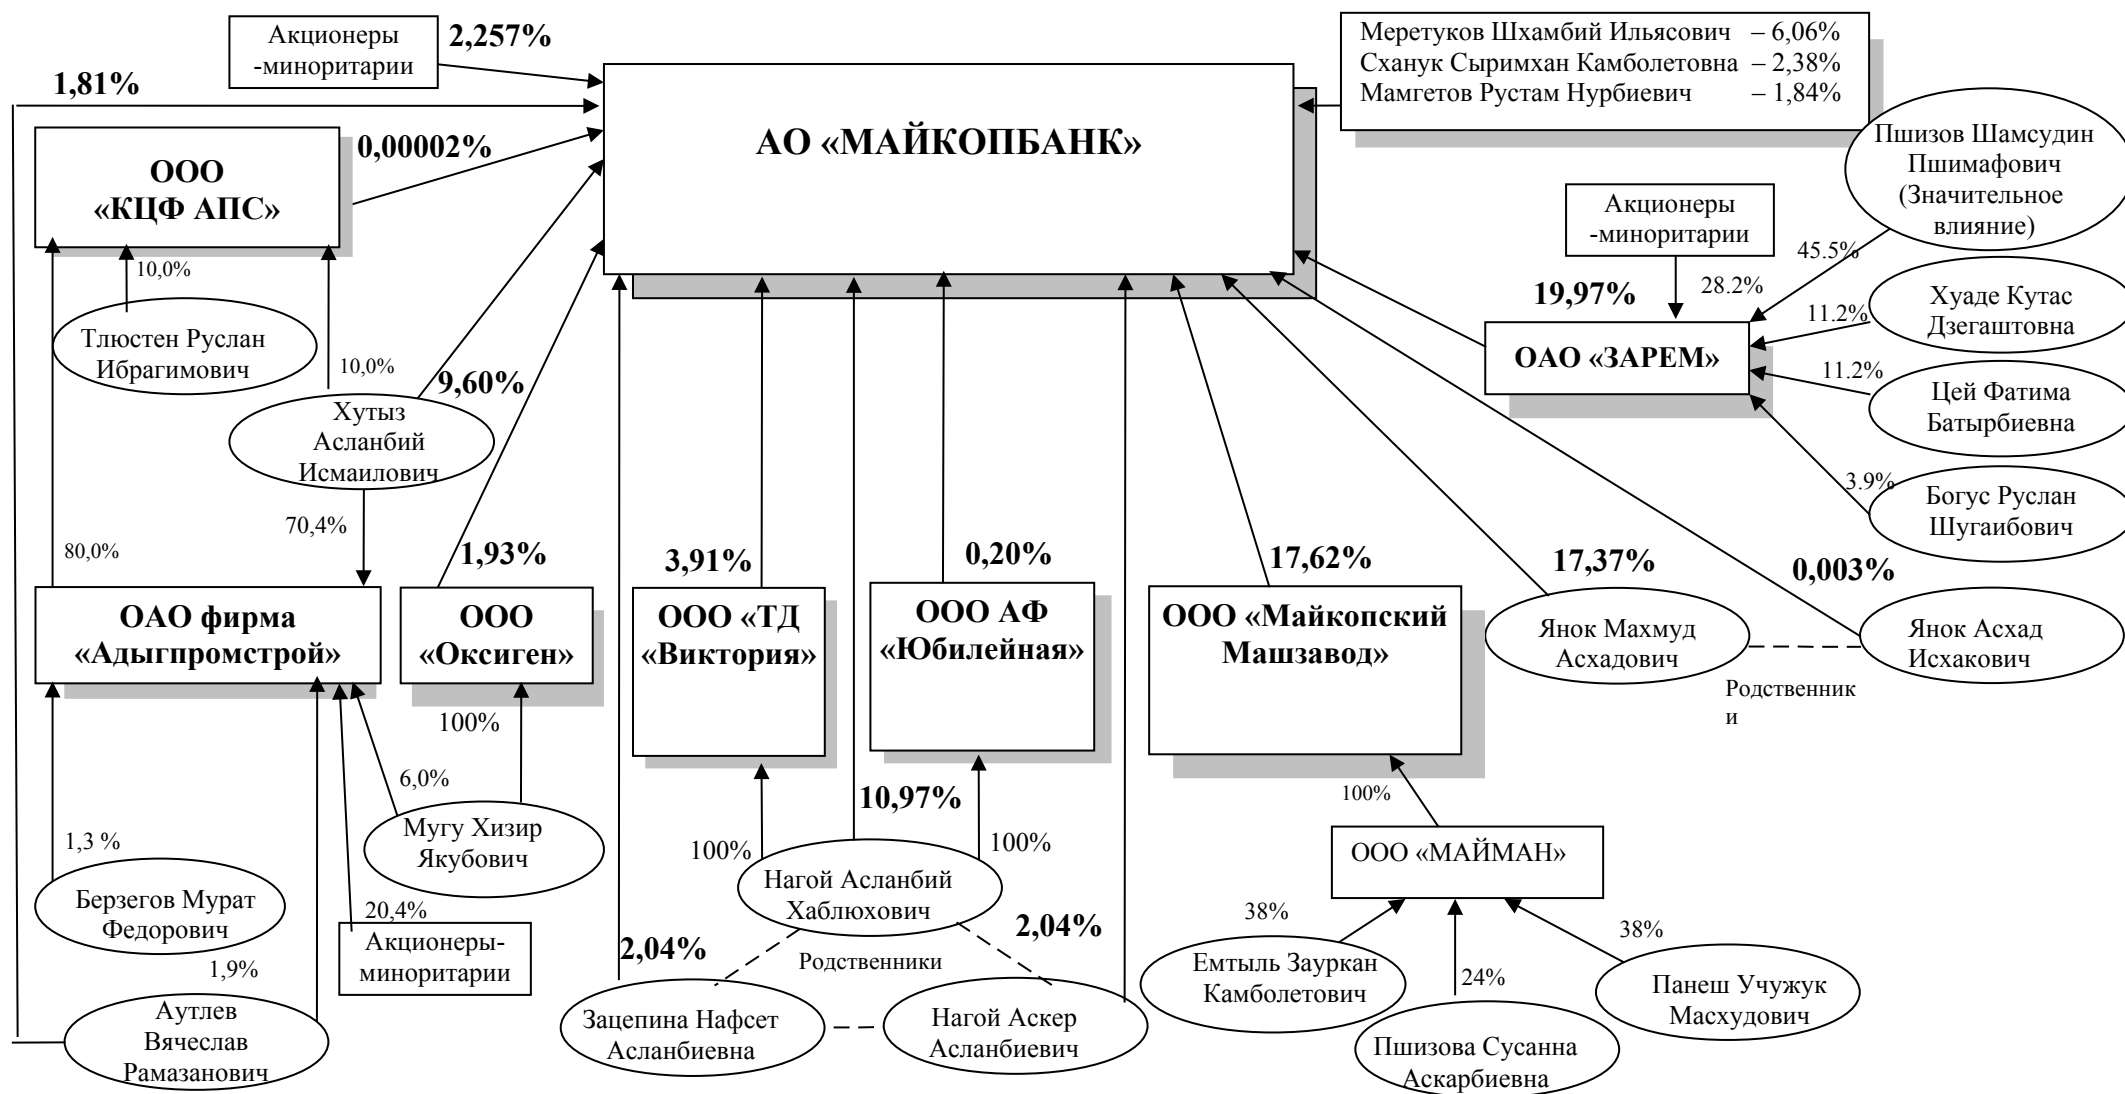 Акционеры
-миноритарии
2,257%
Меретуков Шхамбий Ильясович – 6,06%
Сханук Сыримхан Камболетовна – 2,38%
Мамгетов Рустам Нурбиевич – 1,84%
1,81%
АО «МАЙКОПБАНК»
0,00002%
ООО
«КЦФ АПС»
Пшизов Шамсудин
Пшимафович
(Значительное
влияние)
Акционеры
-миноритарии
45.5%
28.2%
19,97%
10,0%
Тлюстен Руслан
Ибрагимович
Хуаде Кутас
Дзегаштовна
11.2%
ОАО «ЗАРЕМ»
11.2%
Цей Фатима
Батырбиевна
10,0%
9,60%
Хутыз
Асланбий
Исмаилович
3.9%
Богус Руслан
Шугаибович
70,4%
80,0%
1,93%
3,91%
0,20%
17,62%
17,37%
0,003%
ОАО фирма
«Адыгпромстрой»
ООО
«Оксиген»
ООО «ТД
«Виктория»
ООО АФ
«Юбилейная»
ООО «Майкопский
Машзавод»
Янок Махмуд
Асхадович
Янок Асхад
Исхакович
Родственник
и
100%
6,0%
10,97%
100%
1,3 %
Мугу Хизир
Якубович
100%
100%
ООО «МАЙМАН»
Берзегов Мурат
Федорович
Нагой Асланбий
Хаблюхович
20,4%
Акционеры-
миноритарии
38%
38%
2,04%
2,04%
Родственники
1,9%
Емтыль Зауркан
Камболетович
24%
Панеш Учужук
Масхудович
Аутлев
Вячеслав
Рамазанович
Зацепина Нафсет
Асланбиевна
Нагой Аскер
Асланбиевич
Пшизова Сусанна
Аскарбиевна